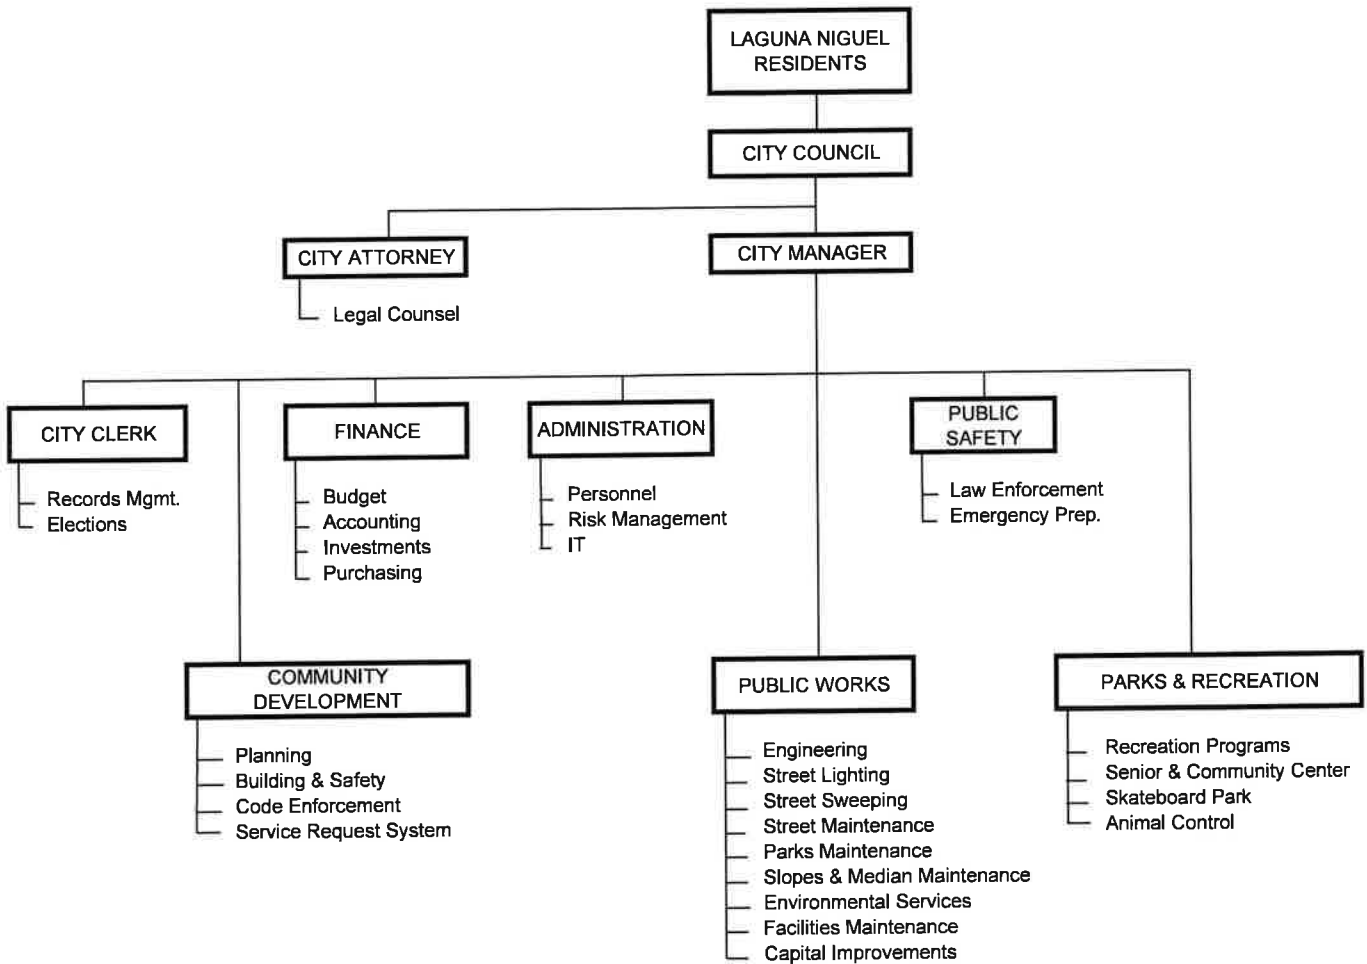 LAGUNA NIGUEL
RESIDENTS
CITY COUNCIL
CITY ATTORNEY
Legal Counsel
CITY MANAGER
CITY CLERK
Records Mgmt.
Elections
FINANCE
Budget
Accounting
Investments
Purchasing
ADMINISTRATION
Personnel
Risk Management
IT
PUBLIC
SAFETY
Law Enforcement
Emergency Prep.
COMMUNITY
DEVELOPMENT
Planning
Building & Safety
Code Enforcement
Service Request System
PUBLIC WORKS
Engineering
Street Lighting
Street Sweeping
Street Maintenance
Parks Maintenance
Slopes & Median Maintenance
Environmental Services
Facilities Maintenance
Capital Improvements
PARKS & RECREATION
Recreation Programs
Senior & Community Center
Skateboard Park
Animal Control